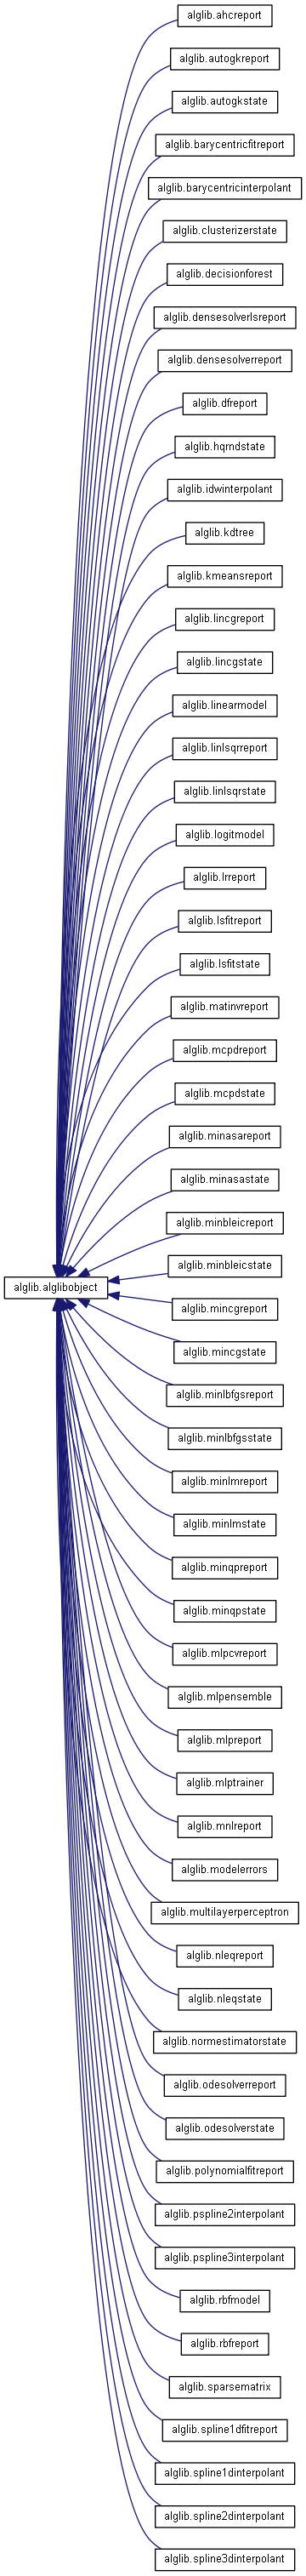 alglib.ahcreport
alglib.autogkreport
alglib.autogkstate
alglib.barycentricfitreport
alglib.barycentricinterpolant
alglib.clusterizerstate
alglib.decisionforest
alglib.densesolverlsreport
alglib.densesolverreport
alglib.dfreport
alglib.hqrndstate
alglib.idwinterpolant
alglib.kdtree
alglib.kmeansreport
alglib.lincgreport
alglib.lincgstate
alglib.linearmodel
alglib.linlsqrreport
alglib.linlsqrstate
alglib.logitmodel
alglib.lrreport
alglib.lsfitreport
alglib.lsfitstate
alglib.matinvreport
alglib.mcpdreport
alglib.mcpdstate
alglib.minasareport
alglib.minasastate
alglib.minbleicreport
alglib.minbleicstate
alglib.alglibobject
alglib.mincgreport
alglib.mincgstate
alglib.minlbfgsreport
alglib.minlbfgsstate
alglib.minlmreport
alglib.minlmstate
alglib.minqpreport
alglib.minqpstate
alglib.mlpcvreport
alglib.mlpensemble
alglib.mlpreport
alglib.mlptrainer
alglib.mnlreport
alglib.modelerrors
alglib.multilayerperceptron
alglib.nleqreport
alglib.nleqstate
alglib.normestimatorstate
alglib.odesolverreport
alglib.odesolverstate
alglib.polynomialfitreport
alglib.pspline2interpolant
alglib.pspline3interpolant
alglib.rbfmodel
alglib.rbfreport
alglib.sparsematrix
alglib.spline1dfitreport
alglib.spline1dinterpolant
alglib.spline2dinterpolant
alglib.spline3dinterpolant